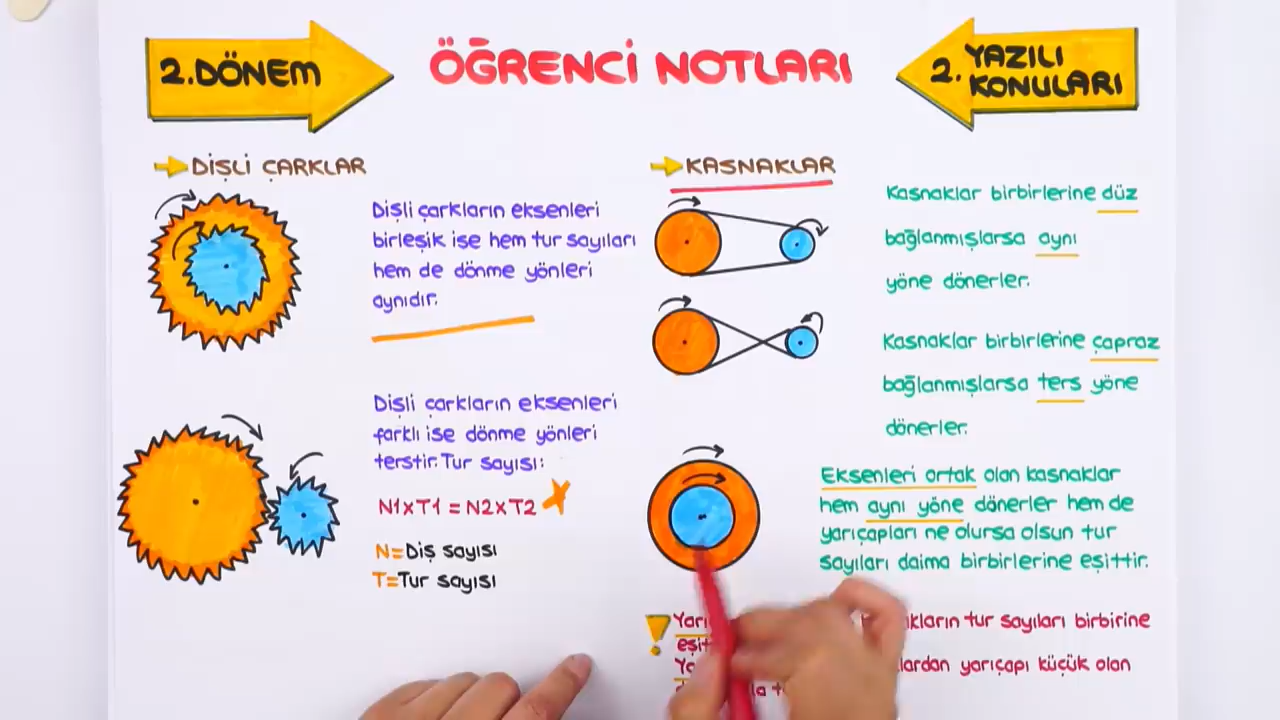 2.DÖNEM
ÖĞRENCİ NOTLARI
2. YAZILI
KONULARI
DİŞLİ ÇARKLAR
Dişli çarkların eksenleri
birleşik ise hem tur sayıları
hem de dönme yönleri
aynıdır.
Dişli çarkların eksenleri
farklı ise dönme yönleri
terstir. Tur sayısı:
N1xT1 = N2xT2
N=Diş sayısı
T=Tur sayısı
KASNAKLAR
Kasnaklar birbirlerine düz
bağlanmışlarsa aynı
yöne dönerler.
Kasnaklar birbirlerine çapraz
bağlanmışlarsa ters yöne
dönerler.
Eksenleri ortak olan kasnaklar
hem aynı yöne dönerler hem de
yarıçapları ne olursa olsun tur
sayıları daima birbirlerine eşittir.
tur sayıları birbirine
yarıçapı küçük olan